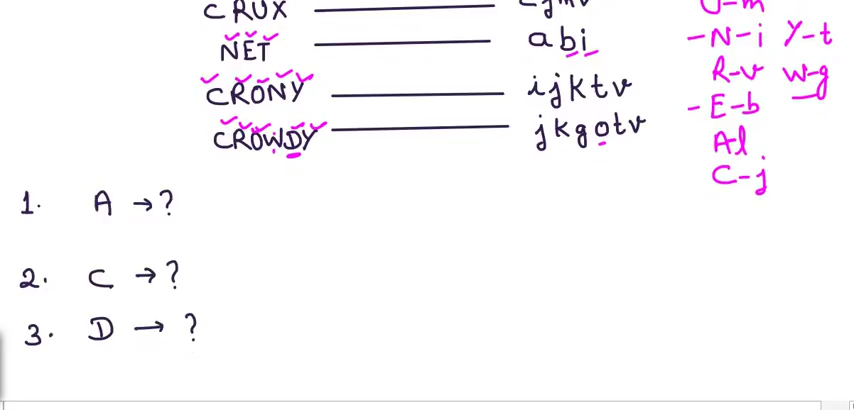 CRUX
NET abi
CRONY ijktv
CROWDY jkgotv
-N-i Y-t
R-v W-g
-E-b
A-l
C-j
1. A →?
2. C →?
3. D → ?